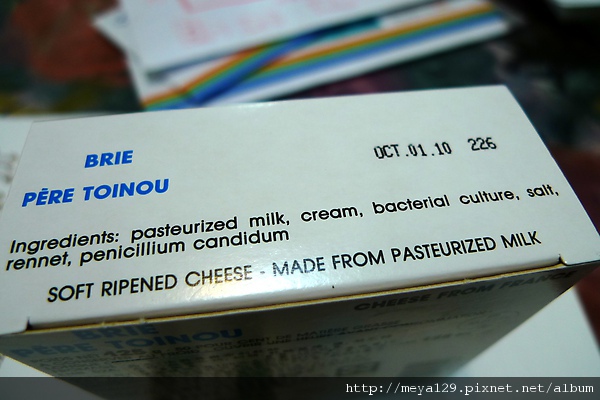 BRIE
PÈRE TOINOU
OCT.01.10 226
Ingredients: pasteurized milk, cream, bacterial culture, salt,
rennet, penicillium candidum
SOFT RIPENED CHEESE - MADE FROM PASTEURIZED MILK
CHEESE FROM FRANCE
BRIE
PÈRE TOINOU
http://meya129.pixnet.net/album